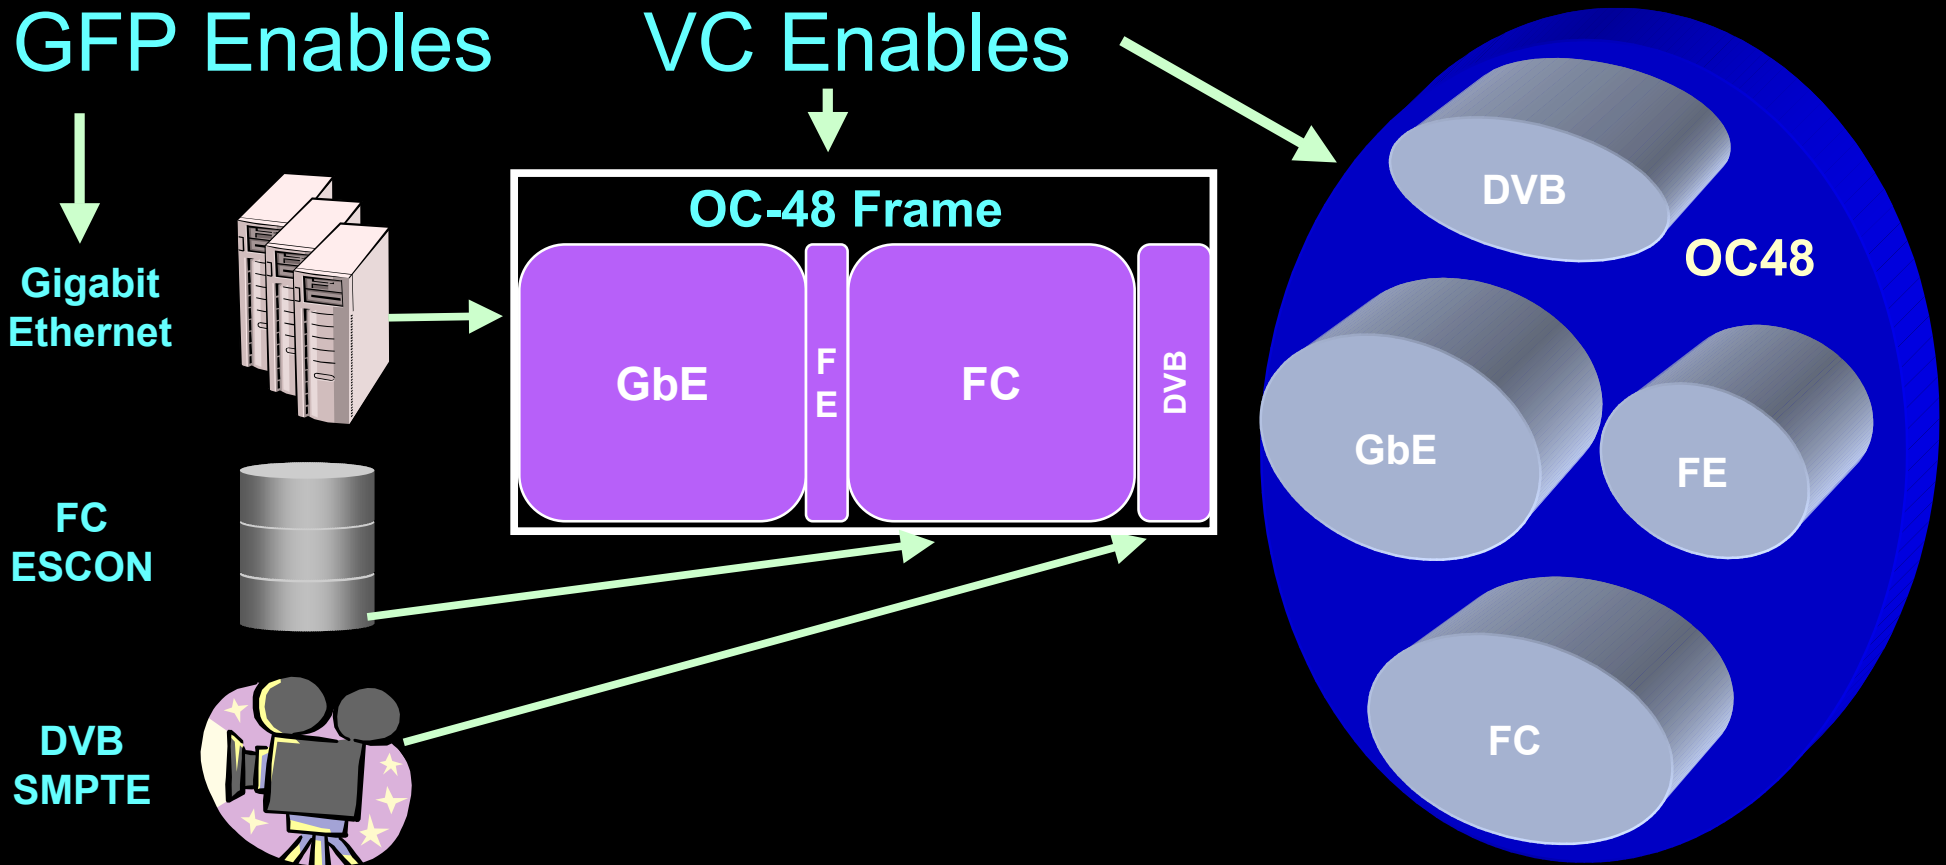 GFP Enables
VC Enables
Gigabit
Ethernet
FC
ESCON
DVB
SMPTE
OC-48 Frame
GbE
F
E
FC
DVB
DVB
OC48
GbE
FE
FC